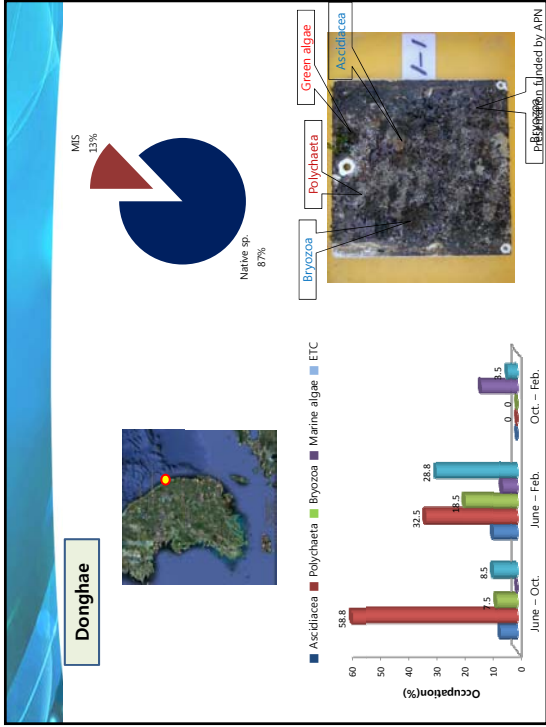 Donghae
MIS
13%
Native sp.
87%
Ascidiacea Polychaeta Bryozoa Marine algae ETC
Occupation(%)
60
50
40
30
20
10
0
58.8
7.5
8.5
32.5
18.5
28.8
0
0
3.5
June – Oct.
June – Feb.
Oct. – Feb.
Bryozoa
Polychaeta
Green algae
Ascidiacea
1-1
Bryozoa
Presentation funded by APN